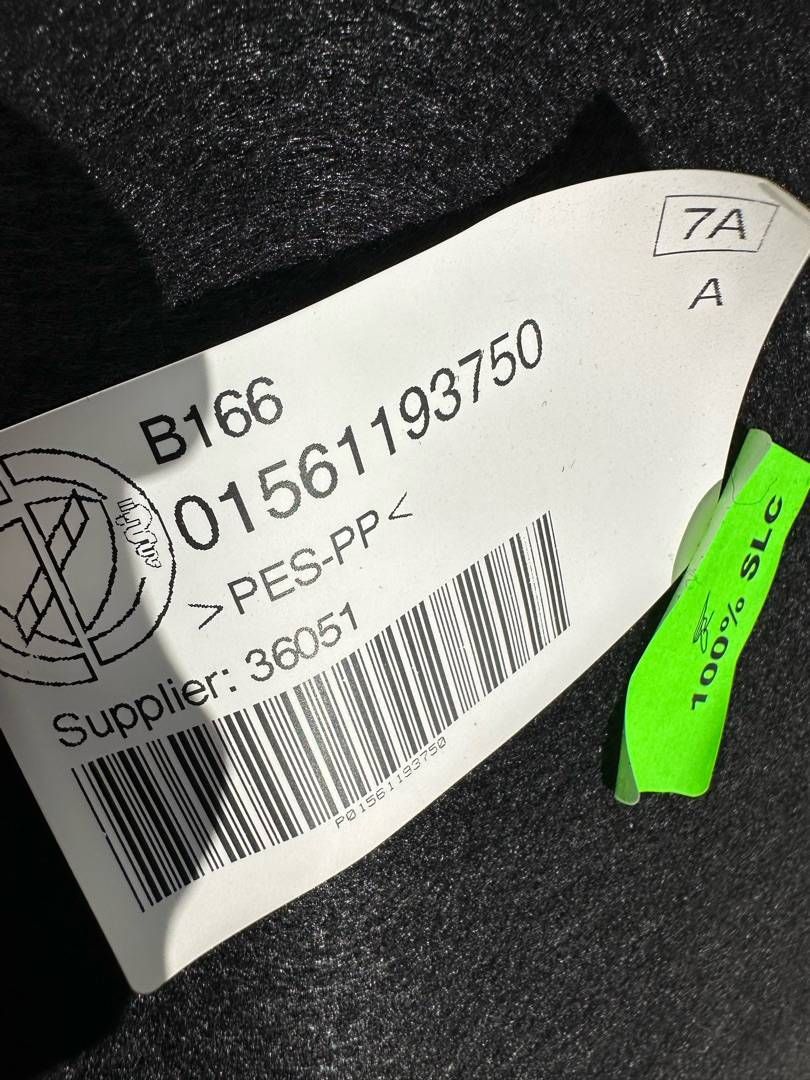 7A
A
B166
01561193750
>PES-PP<
Supplier: 36051
P01561193750
100% SLC